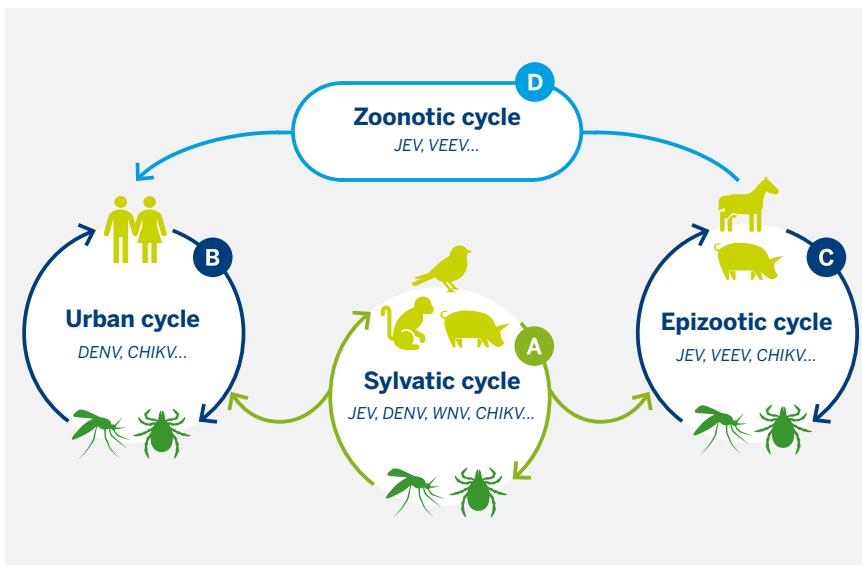 D
Zoonotic cycle
JEV, VEEV...
B
Urban cycle
DENV, CHIKV...
A
Sylvatic cycle
JEV, DENV, WNV, CHIKV...
C
Epizootic cycle
JEV, VEEV, CHIKV...